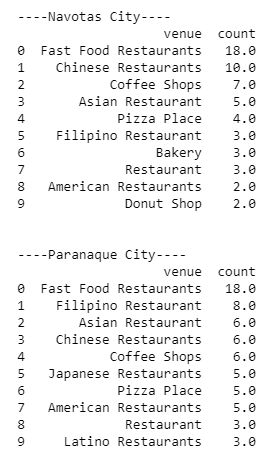 ----Navotas City----
venue count
0 Fast Food Restaurants 18.0
1 Chinese Restaurants 10.0
2 Coffee Shops 7.0
3 Asian Restaurant 5.0
4 Pizza Place 4.0
5 Filipino Restaurant 3.0
6 Bakery 3.0
7 Restaurant 3.0
8 American Restaurants 2.0
9 Donut Shop 2.0
----Paranaque City----
venue count
0 Fast Food Restaurants 18.0
1 Filipino Restaurant 8.0
2 Asian Restaurant 6.0
3 Chinese Restaurants 6.0
4 Coffee Shops 6.0
5 Japanese Restaurants 5.0
6 Pizza Place 5.0
7 American Restaurants 5.0
8 Restaurant 3.0
9 Latino Restaurants 3.0